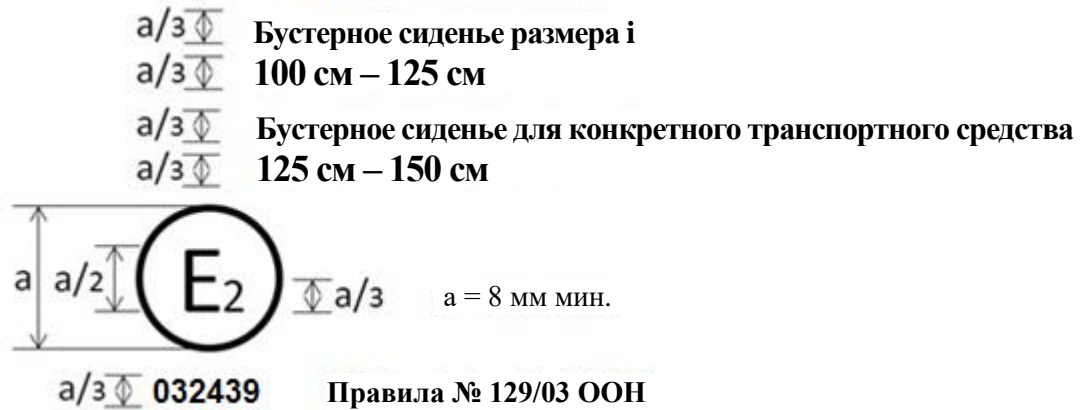 a/3 Бустерное сиденье размера i
a/3 100 см – 125 см
a/3 Бустерное сиденье для конкретного транспортного средства
a/3 125 см – 150 см
a a/2 E2 a/3 a = 8 мм мин.
a/3 032439 Правила № 129/03 ООН